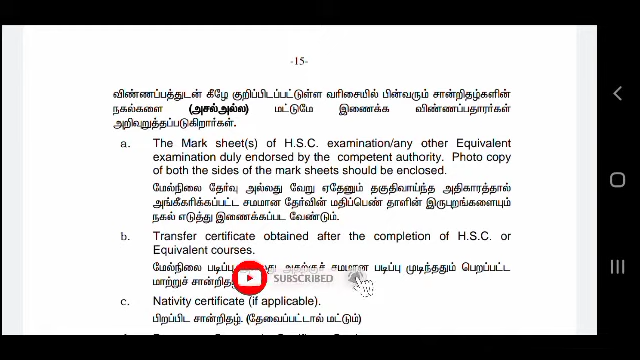 -15-
விண்ணப்பத்துடன் கீழே குறிப்பிடப்பட்டுள்ள வரிசையில் பின்வரும் சான்றிதழ்களின்
நகல்களை (அசல்அல்ல) மட்டுமே இணைக்க விண்ணப்பதாரர்கள்
அறிவுறுத்தப்படுகிறார்கள்.
a. The Mark sheet(s) of H.S.C. examination/any other Equivalent
examination duly endorsed by the competent authority. Photo copy
of both the sides of the mark sheets should be enclosed.
மேல்நிலை தேர்வு அல்லது வேறு ஏதேனும் தகுதிவாய்ந்த அதிகாரத்தால்
அங்கீகரிக்கப்பட்ட சமமான தேர்வின் மதிப்பெண் தாளின் இருபுறங்களையும்
நகல் எடுத்து இணைக்கப்பட வேண்டும்.
b. Transfer certificate obtained after the completion of H.S.C. or
Equivalent courses.
மேல்நிலை படிப்பு அதற்குச் சமமான படிப்பு முடிந்ததும் பெறப்பட்ட
மாற்றுச்
SUBSCRIBED
c. Nativity certificate (if applicable).
பிறப்பிட சான்றிதழ். (தேவைப்பட்டால் மட்டும்)